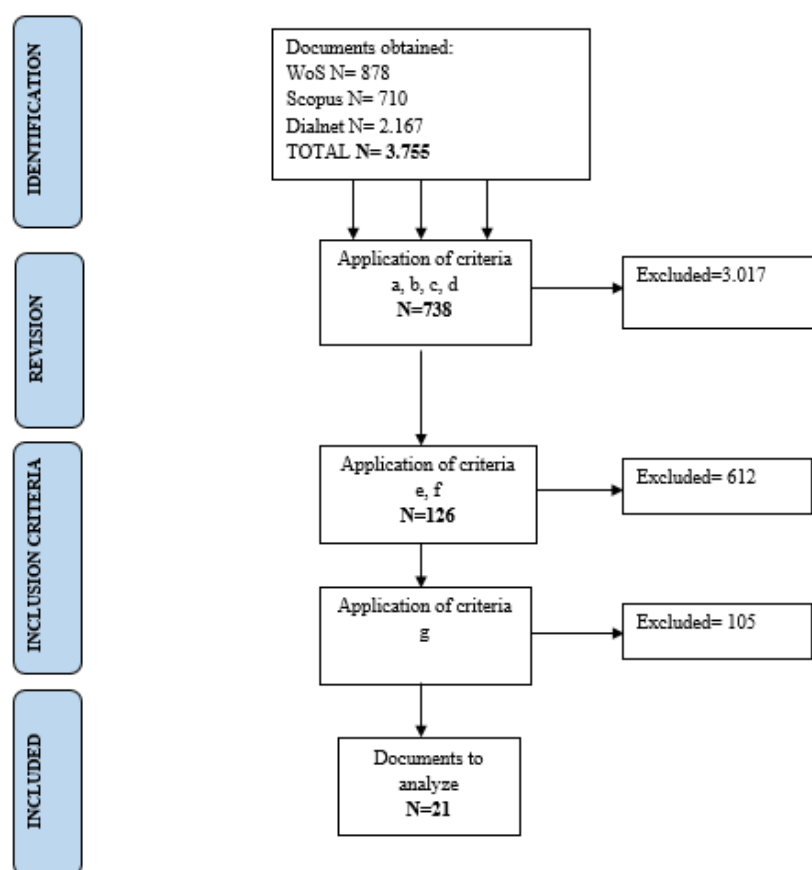 IDENTIFICATION
Documents obtained:
WoS N= 878
Scopus N= 710
Dialnet N= 2.167
TOTAL N= 3.755
REVISION
Application of criteria
a, b, c, d
N=738
Excluded=3.017
INCLUSION CRITERIA
Application of criteria
e, f
N=126
Excluded= 612
Application of criteria
g
Excluded= 105
INCLUDED
Documents to
analyze
N=21